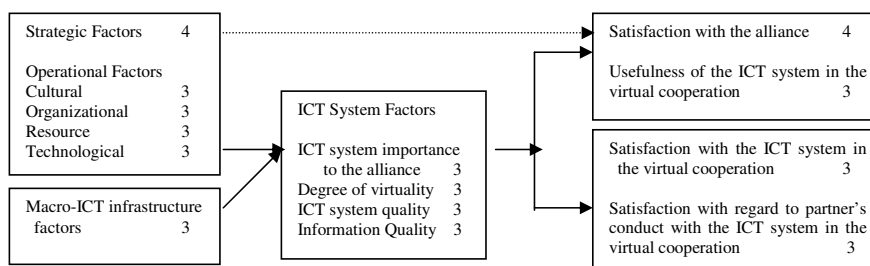 Strategic Factors 4
Operational Factors
Cultural 3
Organizational 3
Resource 3
Technological 3
Macro-ICT infrastructure
factors 3
ICT System Factors
ICT system importance
to the alliance 3
Degree of virtuality 3
ICT system quality 3
Information Quality 3
Satisfaction with the alliance 4
Usefulness of the ICT system in the
virtual cooperation 3
Satisfaction with the ICT system in
the virtual cooperation 3
Satisfaction with regard to partner's
conduct with the ICT system in the
virtual cooperation 3